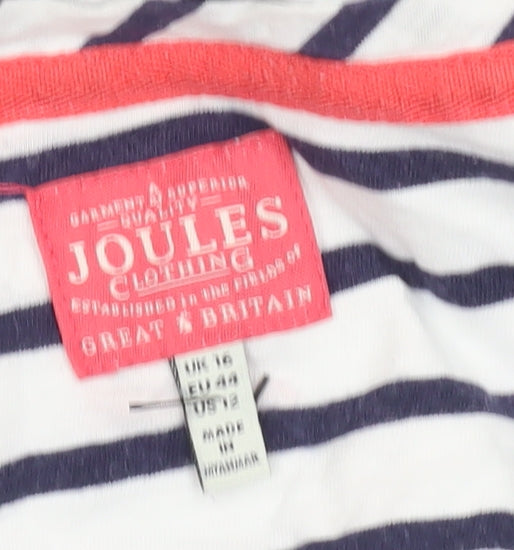 GARMENT A SUPERIOR
QUALITY
JOULES
CLOTHING
ESTABLISHED in the FIELDS of
GREAT BRITAIN
UK 16
EU 44
US 12
MADE
IN
MYANMAR